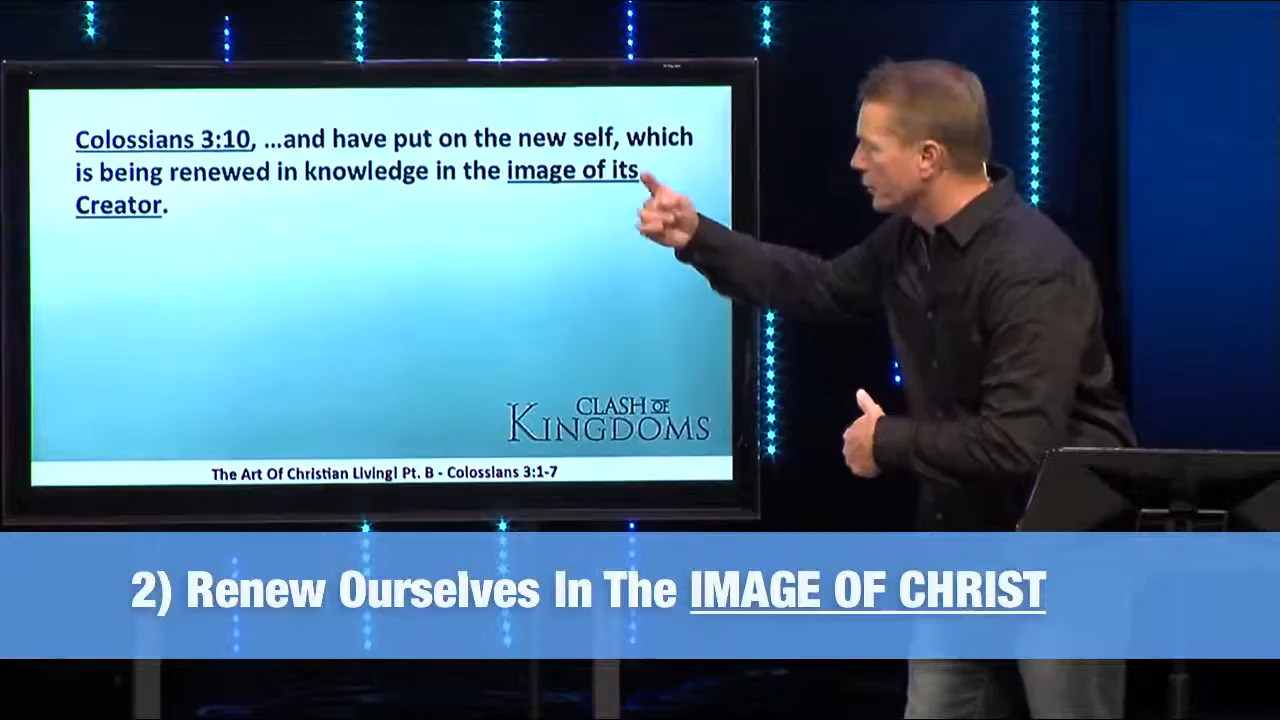 Colossians 3:10, ...and have put on the new self, which
is being renewed in knowledge in the image of its
Creator.
CLASH OF
KINGDOMS
The Art Of Christian Living| Pt. B - Colossians 3:1-7
2) Renew Ourselves In The IMAGE OF CHRIST